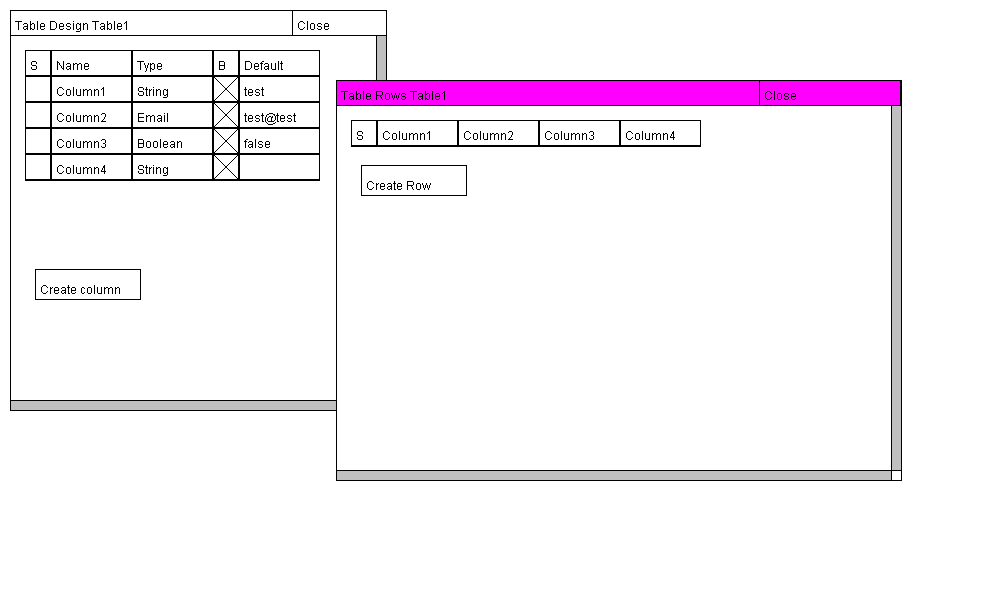 Table Design Table1 Close
S Name Type B Default
Column1 String test
Column2 Email test@test
Column3 Boolean false
Column4 String
Create column
Table Rows Table1 Close
S Column1 Column2 Column3 Column4
Create Row